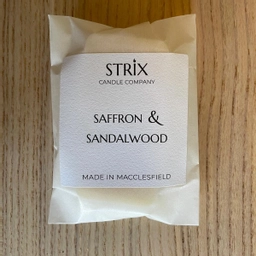 STRIX
CANDLE COMPANY
SAFFRON &
SANDALWOOD
MADE IN MACCLESFIELD